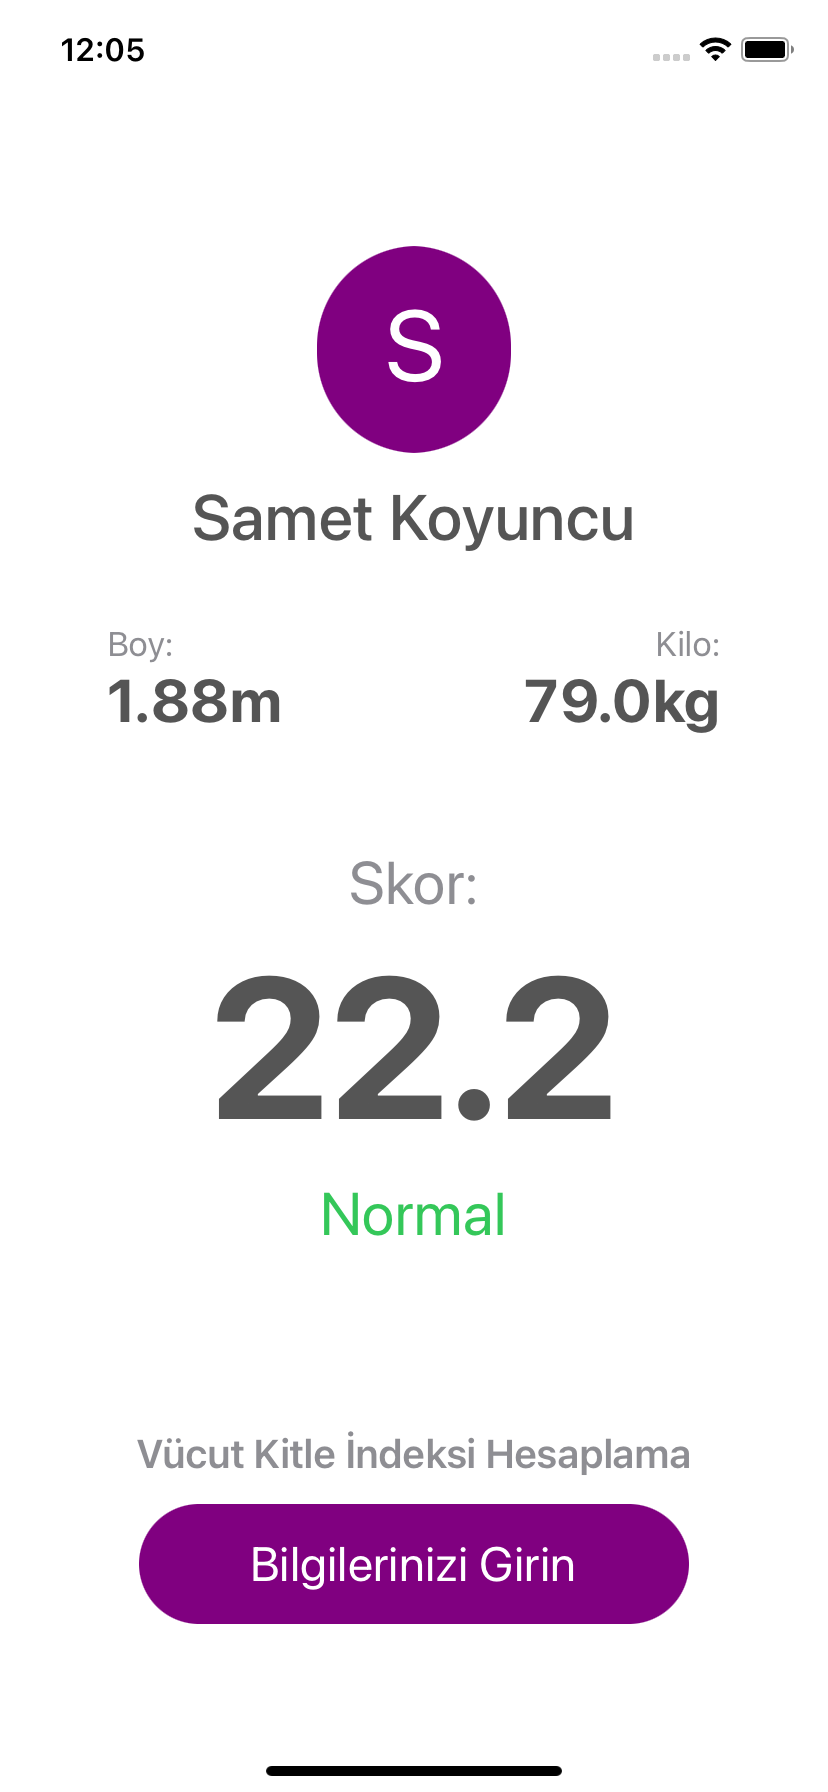 12:05
S
Samet Koyuncu
Boy:
Kilo:
1.88m
79.0kg
Skor:
22.2
Normal
Vücut Kitle İndeksi Hesaplama
Bilgilerinizi Girin